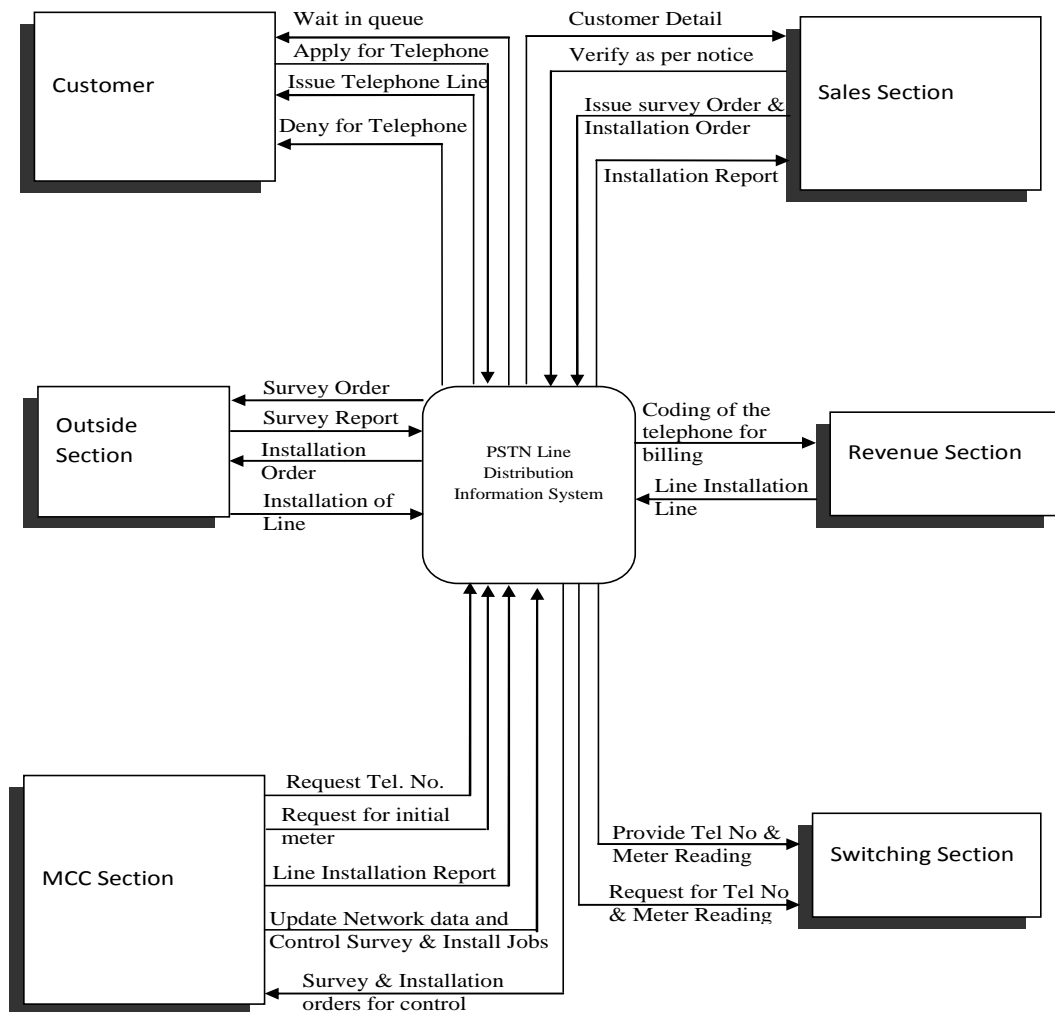 Customer
Wait in queue
Apply for Telephone
Issue Telephone Line
Deny for Telephone
Customer Detail
Verify as per notice
Issue survey Order &
Installation Order
Installation Report
Sales Section
Outside
Section
Survey Order
Survey Report
Installation
Order
Installation of
Line
PSTN Line
Distribution
Information System
Coding of the
telephone for
billing
Line Installation
Line
Revenue Section
MCC Section
Request Tel. No.
Request for initial
meter
Line Installation Report
Update Network data and
Control Survey & Install Jobs
Survey & Installation
orders for control
Provide Tel No &
Meter Reading
Request for Tel No
& Meter Reading
Switching Section